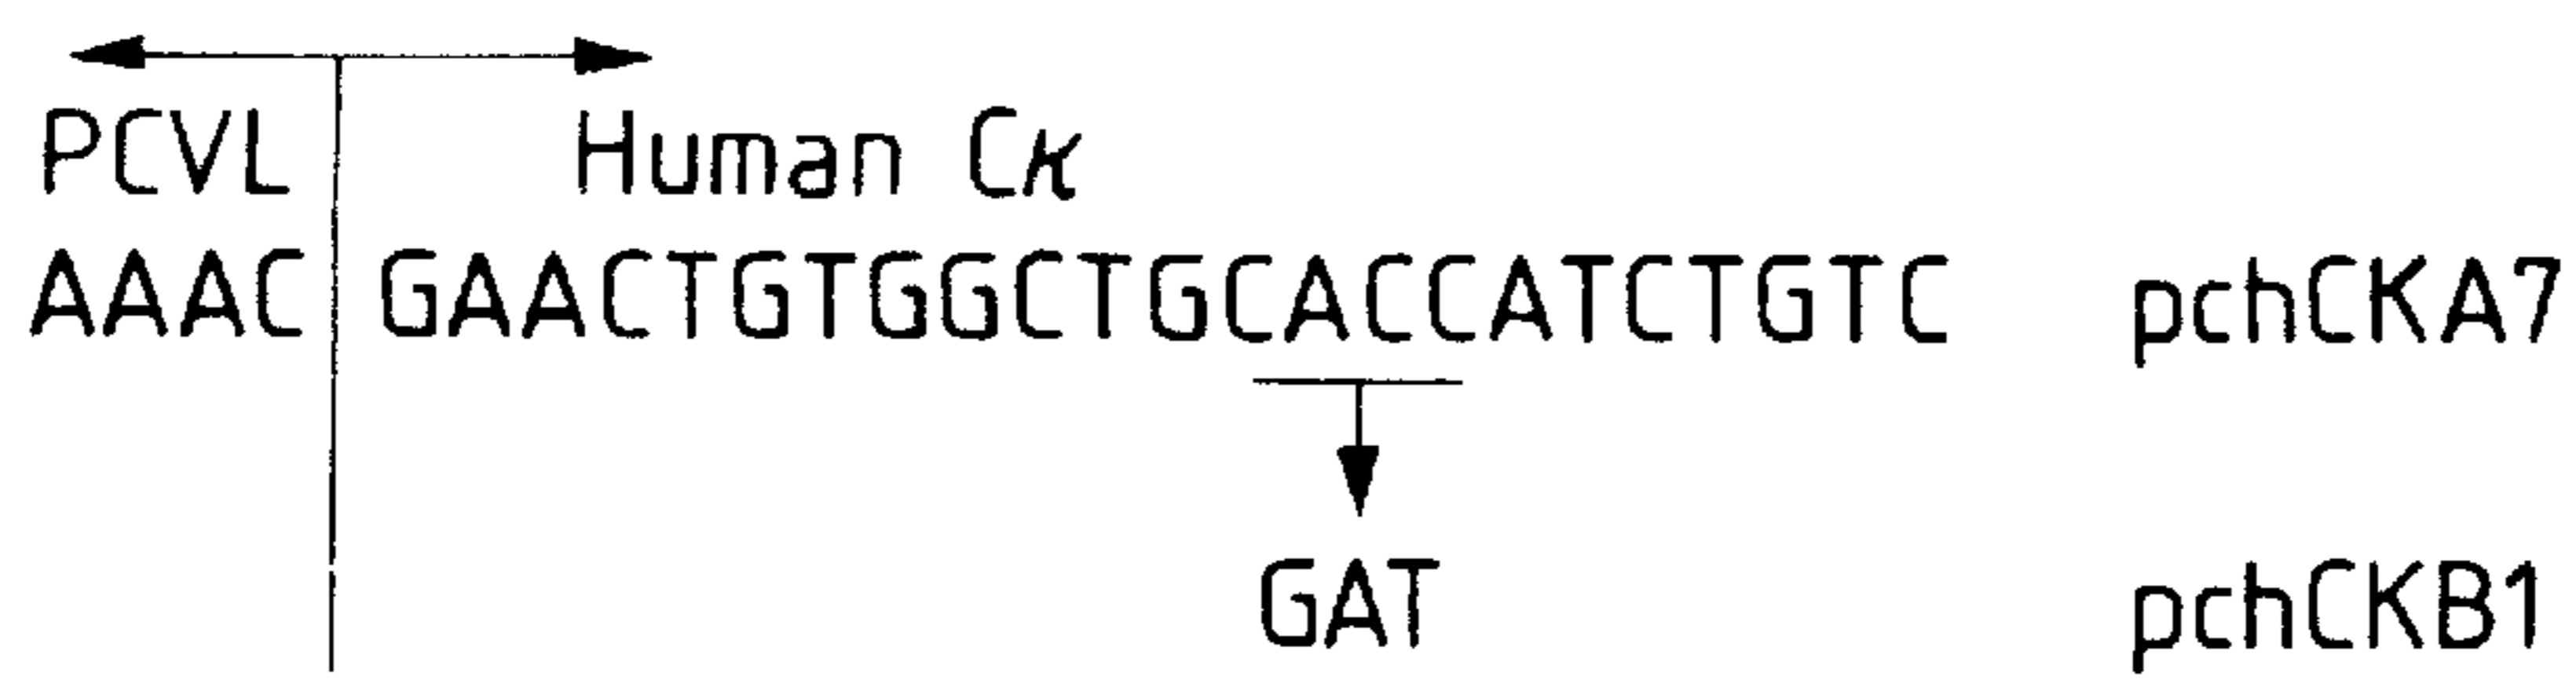 PCVL Human Cκ
AAAC GAACTGTGGCTGCACCATCTGTC pchCKA7
GAT pchCKB1